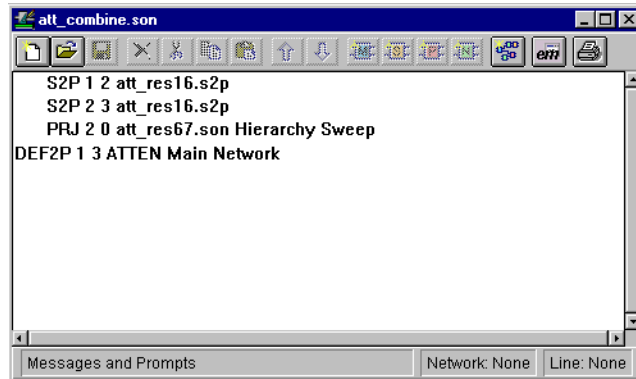 att_combine.son
em
S2P 1 2 att_res16.s2p
S2P 2 3 att_res16.s2p
PRJ 2 0 att_res67.son Hierarchy Sweep
DEF2P 1 3 ATTEN Main Network
Messages and Prompts
Network: None
Line: None